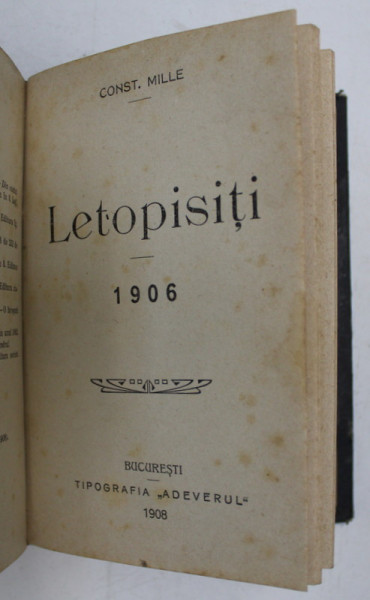 CONST. MILLE
Letopisiți
1906
BUCUREȘTI
TIPOGRAFIA „ADEVERUL“
1908